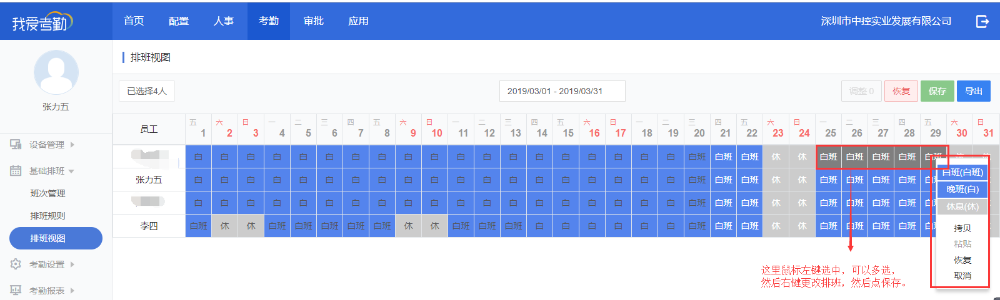 我爱考勤 首页 配置 人事 考勤 审批 应用 深圳市中控实业发展有限公司
张力五
设备管理
基础排班
班次管理
排班规则
排班视图
考勤设置
考勤报表
排班视图
已选择4人 2019/03/01 - 2019/03/31 调整 0 恢复 保存 导出
员工 五 六 日 一 二 三 四 五 六 日 一 二 三 四 五 六 日 一 二 三 四 五 六 日 一 二 三 四 五 六 日
1 2 3 4 5 6 7 8 9 10 11 12 13 14 15 16 17 18 19 20 21 22 23 24 25 26 27 28 29 30 31
白 白 白 白 白 白 白 白 白 白 白 白 白 白 白 白 白 白 白 白班 白班 白班 休 休 白班 白班 白班 白班 白班 休 休
张力五 白 白 白 白 白 白 白 白 白 白 白 白 白 白 白 白 白 白 白 白班 白班 白班 休 休 白班 白班 白班 白班 白班
白 白 白 白 白 白 白 白 白 白 白 白 白 白 白 白 白 白 白 白班 白班 白班 休 休 白班 白班 白班 白班 白班
李四 白班 休 休 白班 白班 白班 白班 白班 休 休 白班 白班 白班 白 白 白 白 白 白 白班 白班 白班 休 休 白班 白班 白班 白班 白班
白班(白班)
晚班(白)
休息(休)
拷贝
粘贴
恢复
取消
这里鼠标左键选中，可以多选，
然后右键更改排班，然后点保存。